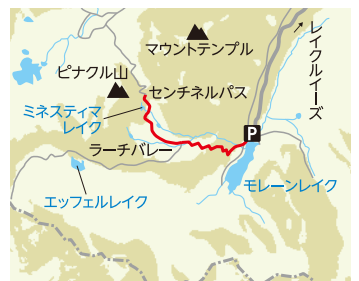 マウントテンプル
レイクルイーズ
ピナクル山
センチネルパス
ミネスティマ
レイク
P
ラーチバレー
モレーンレイク
エッフェルレイク